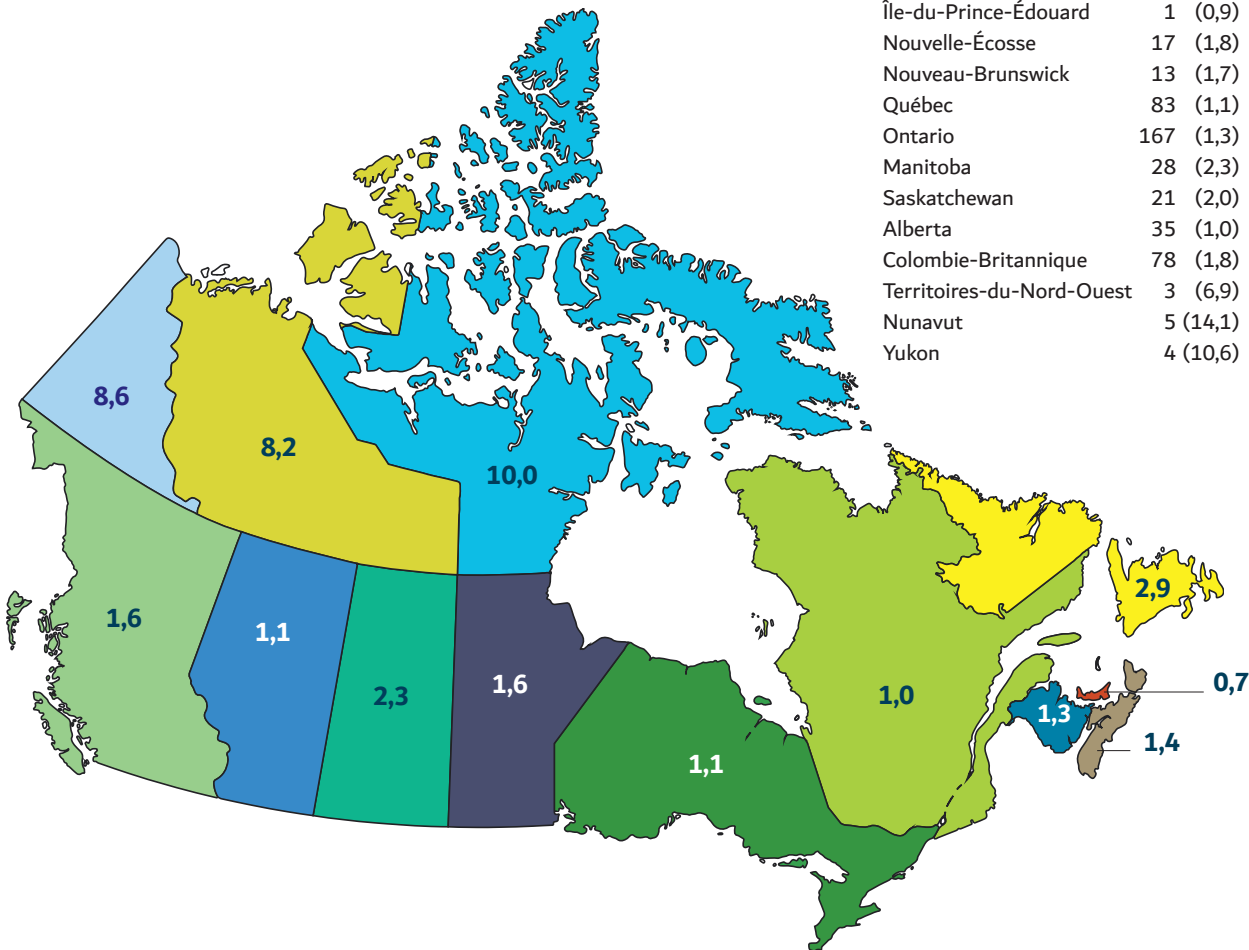 Île-du-Prince-Édouard 1 (0,9)
Nouvelle-Écosse 17 (1,8)
Nouveau-Brunswick 13 (1,7)
Québec 83 (1,1)
Ontario 167 (1,3)
Manitoba 28 (2,3)
Saskatchewan 21 (2,0)
Alberta 35 (1,0)
Colombie-Britannique 78 (1,8)
Territoires-du-Nord-Ouest 3 (6,9)
Nunavut 5 (14,1)
Yukon 4 (10,6)
8,6
8,2
10,0
1,6
1,1
2,3
1,6
1,1
1,0
2,9
0,7
1,3
1,4